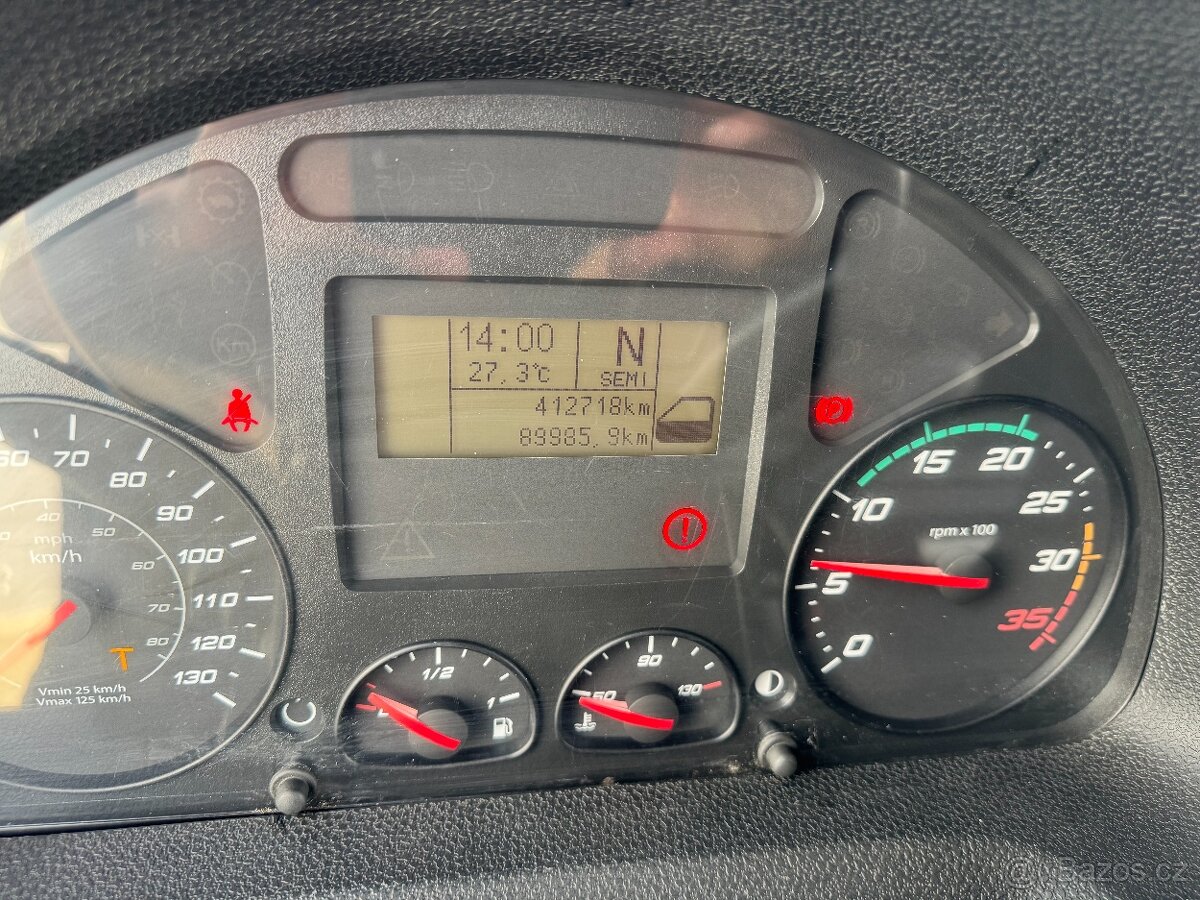 14:00
N
27.3°C
SEMI
412718km
89985.9km
60
70
80
90
100
110
120
130
40
50
60
70
80
mph
km/h
T
Vmin 25 km/h
Vmax 125 km/h
1/2
1
50
90
130
0
5
10
15
20
25
30
35
rpm x 100
Km
Bazos.cz